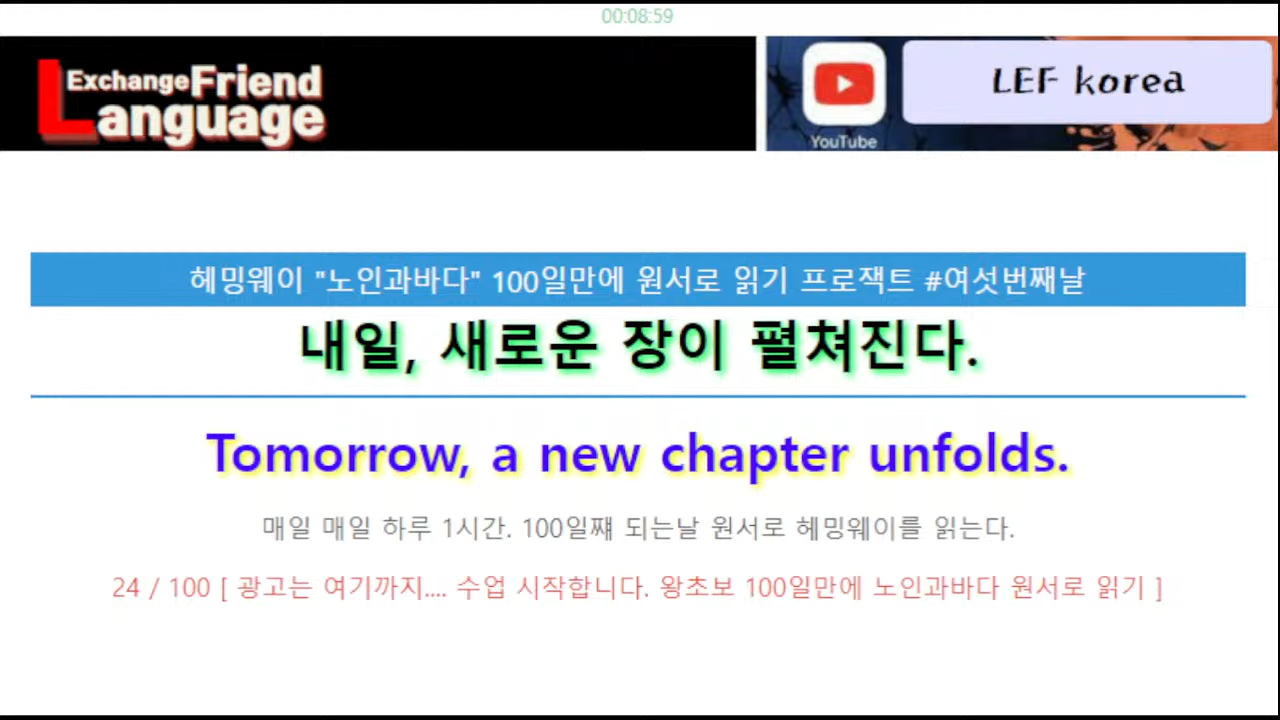 00:08:59
ExchangeFriend
Language
LEF korea
YouTube
헤밍웨이 "노인과바다" 100일만에 원서로 읽기 프로잭트 #여섯번째날
내일, 새로운 장이 펼쳐진다.
Tomorrow, a new chapter unfolds.
매일 매일 하루 1시간. 100일쨰 되는날 원서로 헤밍웨이를 읽는다.
24 / 100 [ 광고는 여기까지.... 수업 시작합니다. 왕초보 100일만에 노인과바다 원서로 읽기 ]